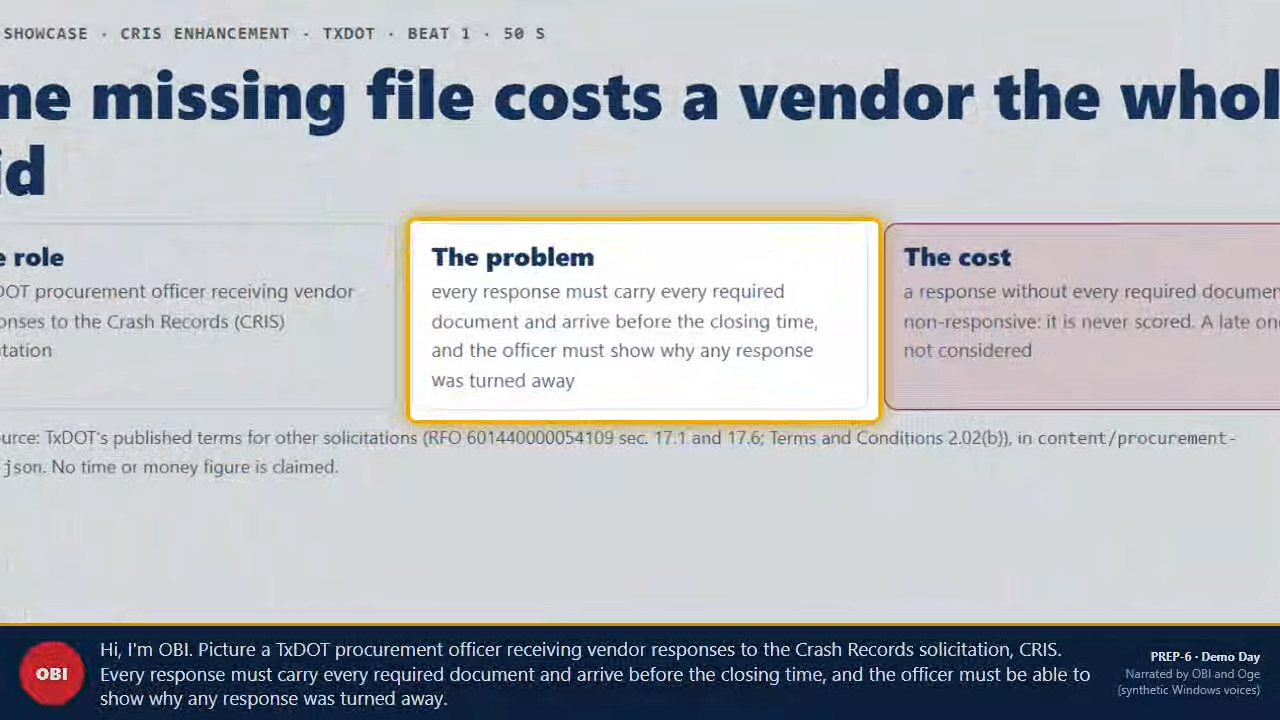 SHOWCASE · CRIS ENHANCEMENT · TXDOT · BEAT 1 · 50 S
ne missing file costs a vendor the whol
id
e role
DOT procurement officer receiving vendor
onses to the Crash Records (CRIS)
itation
The problem
every response must carry every required
document and arrive before the closing time,
and the officer must show why any response
was turned away
The cost
a response without every required documen
non-responsive: it is never scored. A late on
not considered
urce: TxDOT's published terms for other solicitations (RFO 601440000054109 sec. 17.1 and 17.6; Terms and Conditions 2.02(b)), in content/procurement-
json. No time or money figure is claimed.
OBI
Hi, I'm OBI. Picture a TxDOT procurement officer receiving vendor responses to the Crash Records solicitation, CRIS.
Every response must carry every required document and arrive before the closing time, and the officer must be able to
show why any response was turned away.
PREP-6 · Demo Day
Narrated by OBI and Oge
(synthetic Windows voices)